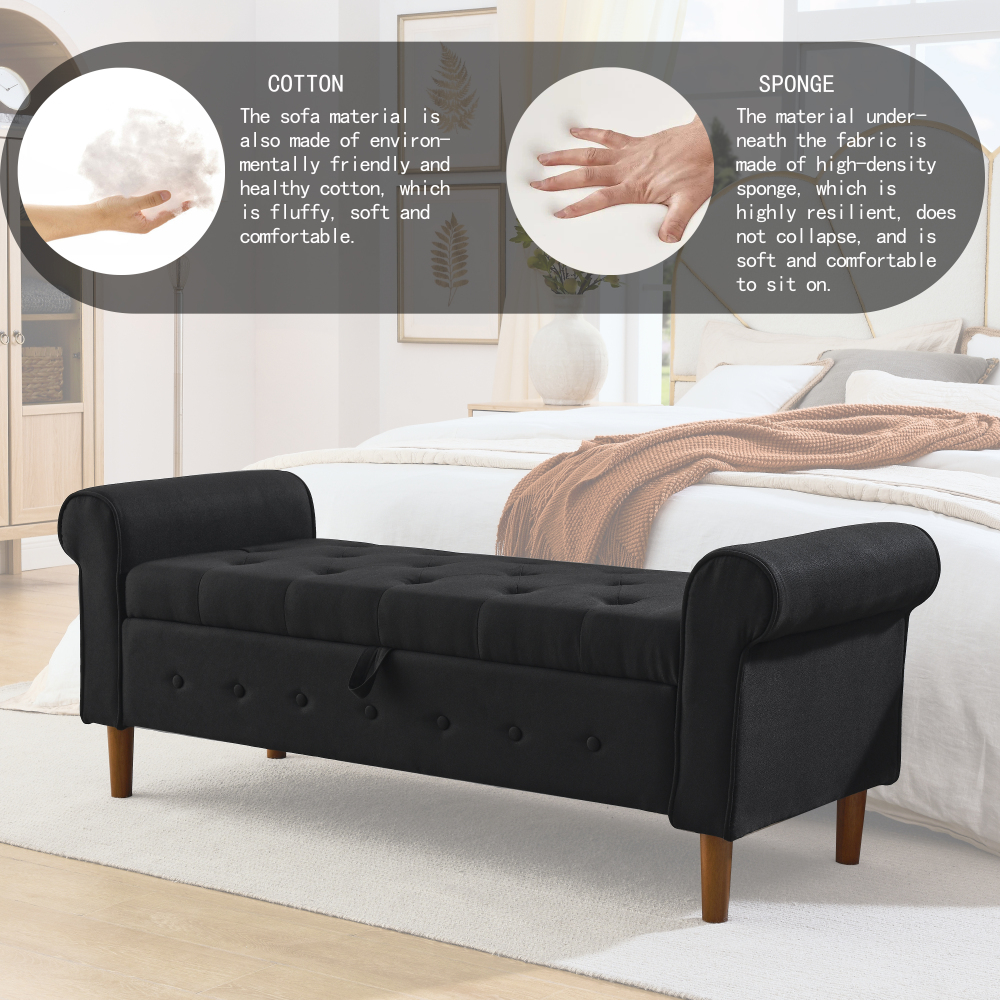 COTTON
The sofa material is
also made of environ-
mentally friendly and
healthy cotton, which
is fluffy, soft and
comfortable.
SPONGE
The material under-
neath the fabric is
made of high-density
sponge, which is
highly resilient, does
not collapse, and is
soft and comfortable
to sit on.